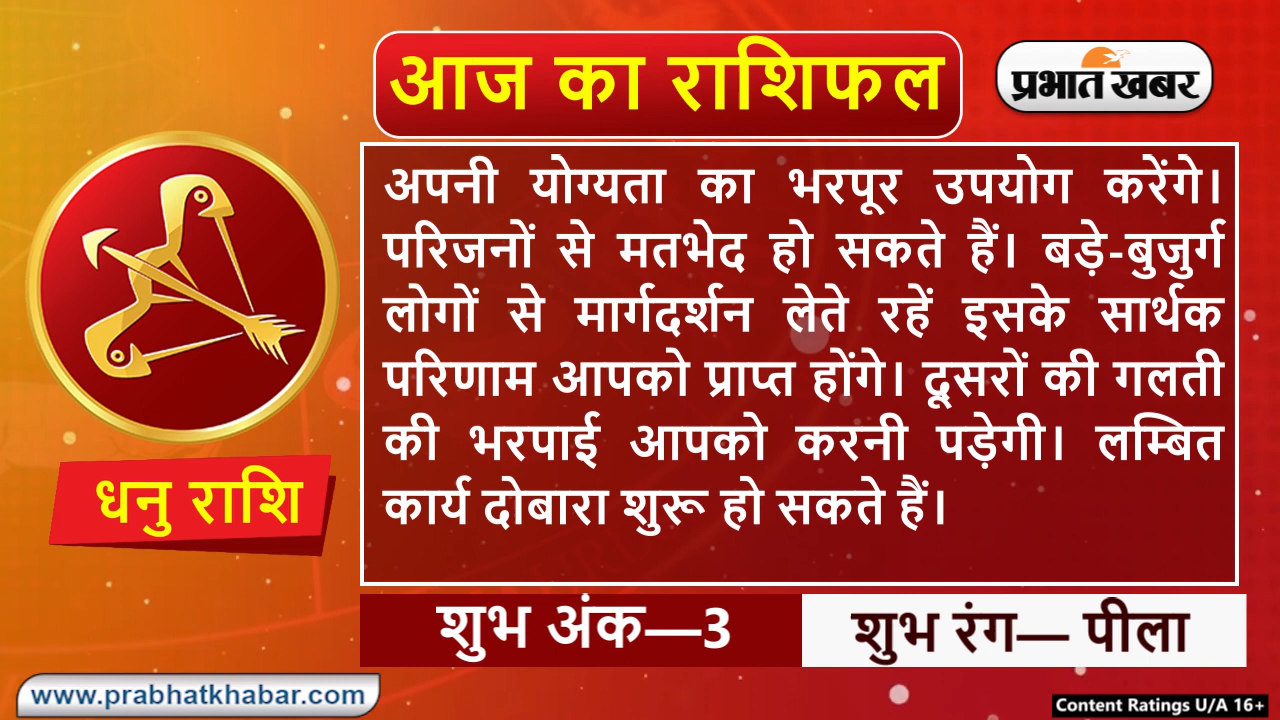 आज का राशिफल
प्रभात खबर
अपनी योग्यता का भरपूर उपयोग करेंगे।
परिजनों से मतभेद हो सकते हैं। बड़े-बुजुर्ग
लोगों से मार्गदर्शन लेते रहें इसके सार्थक
परिणाम आपको प्राप्त होंगे। दूसरों की गलती
की भरपाई आपको करनी पड़ेगी। लम्बित
कार्य दोबारा शुरू हो सकते हैं।
धनु राशि
शुभ अंक—3
शुभ रंग— पीला
www.prabhatkhabar.com
Content Ratings U/A 16+